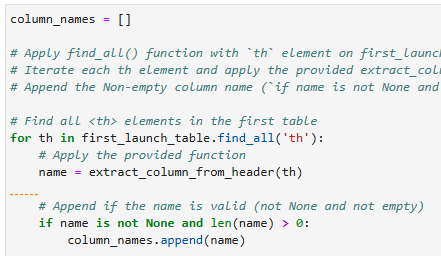 column_names = []
# Apply find_all() function with `th` element on first_launch
# Iterate each th element and apply the provided extract_col
# Append the Non-empty column name (`if name is not None and
# Find all <th> elements in the first table
for th in first_launch_table.find_all('th'):
# Apply the provided function
name = extract_column_from_header(th)
# Append if the name is valid (not None and not empty)
if name is not None and len(name) > 0:
column_names.append(name)